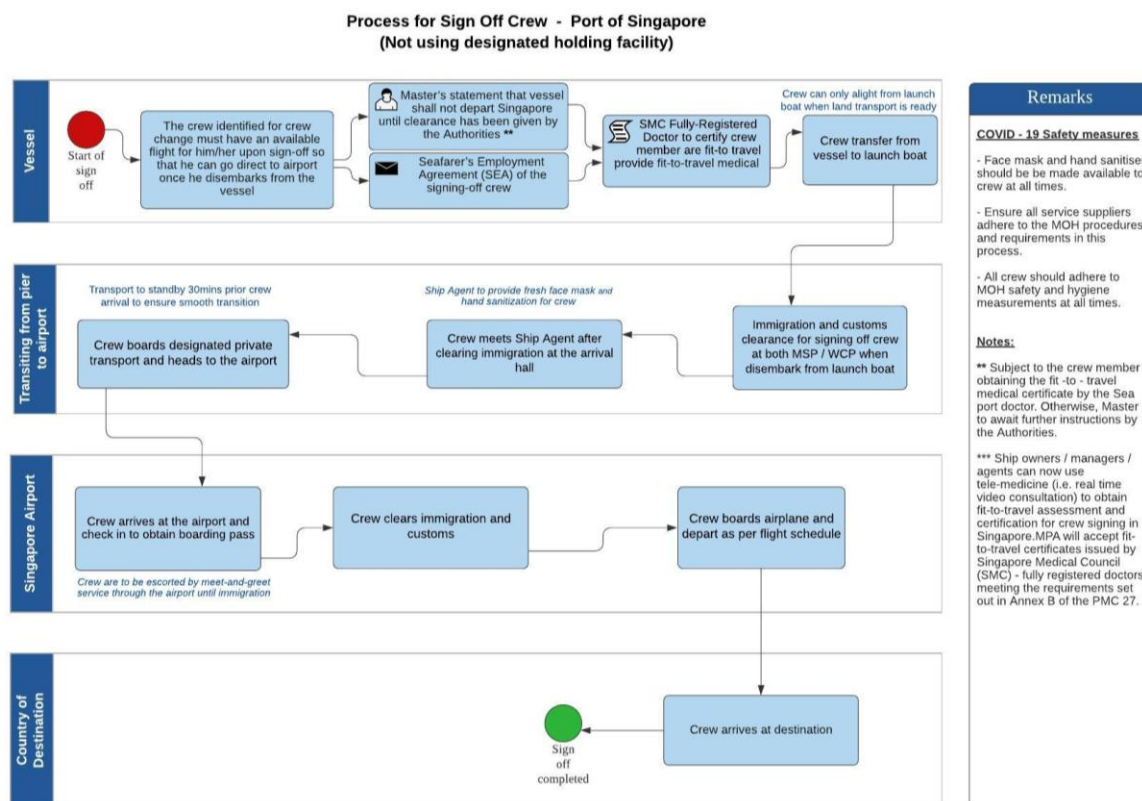 Process for Sign Off Crew - Port of Singapore
(Not using designated holding facility)
Vessel
Start of
sign
off
The crew identified for crew
change must have an available
flight for him/her upon sign-off so
that he can go direct to airport
once he disembarks from the
vessel
Master's statement that vessel
shall not depart Singapore
until clearance has been given
by the Authorities **
Seafarer's Employment
Agreement (SEA) of the
signing-off crew
SMC Fully-Registered
Doctor to certify crew
member are fit-to travel
provide fit-to-travel medical
Crew can only alight from launch
boat when land transport is ready
Crew transfer from
vessel to launch boat
Transiting from pier
to airport
Transport to standby 30mins prior crew
arrival to ensure smooth transition
Crew boards designated private
transport and heads to the airport
Ship Agent to provide fresh face mask and
hand sanitization for crew
Crew meets Ship Agent after
clearing immigration at the arrival
hall
Immigration and customs
clearance for signing off crew
at both MSP / WCP when
disembark from launch boat
Singapore Airport
Crew arrives at the airport and
check in to obtain boarding pass
Crew are to be escorted by meet-and-greet
service through the airport until immigration
Crew clears immigration and
customs
Crew boards airplane and
depart as per flight schedule
Country of
Destination
Sign
off
completed
Crew arrives at destination
Remarks
COVID - 19 Safety measures
- Face mask and hand sanitise
should be be made available to
crew at all times.
- Ensure all service suppliers
adhere to the MOH procedures
and requirements in this
process.
- All crew should adhere to
MOH safety and hygiene
measurements at all times.
Notes:
** Subject to the crew member
obtaining the fit -to - travel
medical certificate by the Sea
port doctor. Otherwise, Master
to await further instructions by
the Authorities.
*** Ship owners / managers /
agents can now use
tele-medicine (i.e. real time
video consultation) to obtain
fit-to-travel assessment and
certification for crew signing in
Singapore.MPA will accept fit-
to-travel certificates issued by
Singapore Medical Council
(SMC) - fully registered doctors
meeting the requirements set
out in Annex B of the PMC 27.